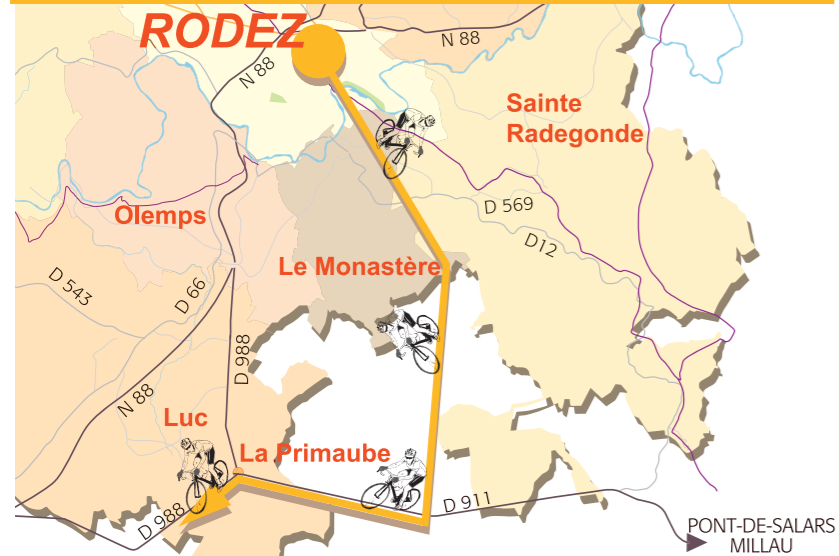 RODEZ
N 88
N 88
Sainte
Radegonde
Olemps
D 569
D12
Le Monastère
D 543
D 66
D 988
N 88
Luc
La Primaube
D 988
D 911
PONT-DE-SALARS
MILLAU